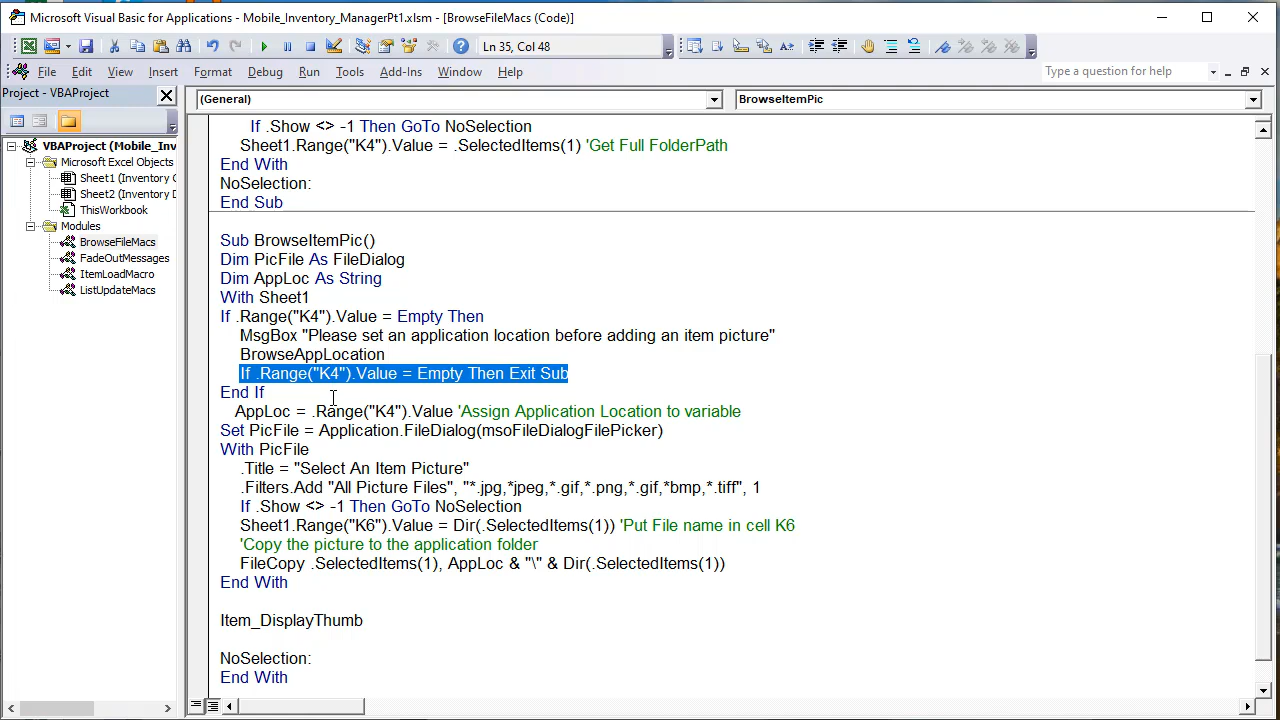 Microsoft Visual Basic for Applications - Mobile_Inventory_ManagerPt1.xlsm - [BrowseFileMacs (Code)]
Ln 35, Col 48
File Edit View Insert Format Debug Run Tools Add-Ins Window Help
Type a question for help
Project - VBAProject
(General)
BrowseItemPic
VBAProject (Mobile_Inv
Microsoft Excel Objects
Sheet1 (Inventory
Sheet2 (Inventory
ThisWorkbook
Modules
BrowseFileMacs
FadeOutMessages
ItemLoadMacro
ListUpdateMacs
If .Show <> -1 Then GoTo NoSelection
Sheet1.Range("K4").Value = .SelectedItems(1) 'Get Full FolderPath
End With
NoSelection:
End Sub
Sub BrowseItemPic()
Dim PicFile As FileDialog
Dim AppLoc As String
With Sheet1
If .Range("K4").Value = Empty Then
MsgBox "Please set an application location before adding an item picture"
BrowseAppLocation
If .Range("K4").Value = Empty Then Exit Sub
End If
AppLoc = .Range("K4").Value 'Assign Application Location to variable
Set PicFile = Application.FileDialog(msoFileDialogFilePicker)
With PicFile
.Title = "Select An Item Picture"
.Filters.Add "All Picture Files", "*.jpg,*jpeg,*.gif,*.png,*.gif,*bmp,*.tiff", 1
If .Show <> -1 Then GoTo NoSelection
Sheet1.Range("K6").Value = Dir(.SelectedItems(1)) 'Put File name in cell K6
'Copy the picture to the application folder
FileCopy .SelectedItems(1), AppLoc & "\" & Dir(.SelectedItems(1))
End With
Item_DisplayThumb
NoSelection:
End With